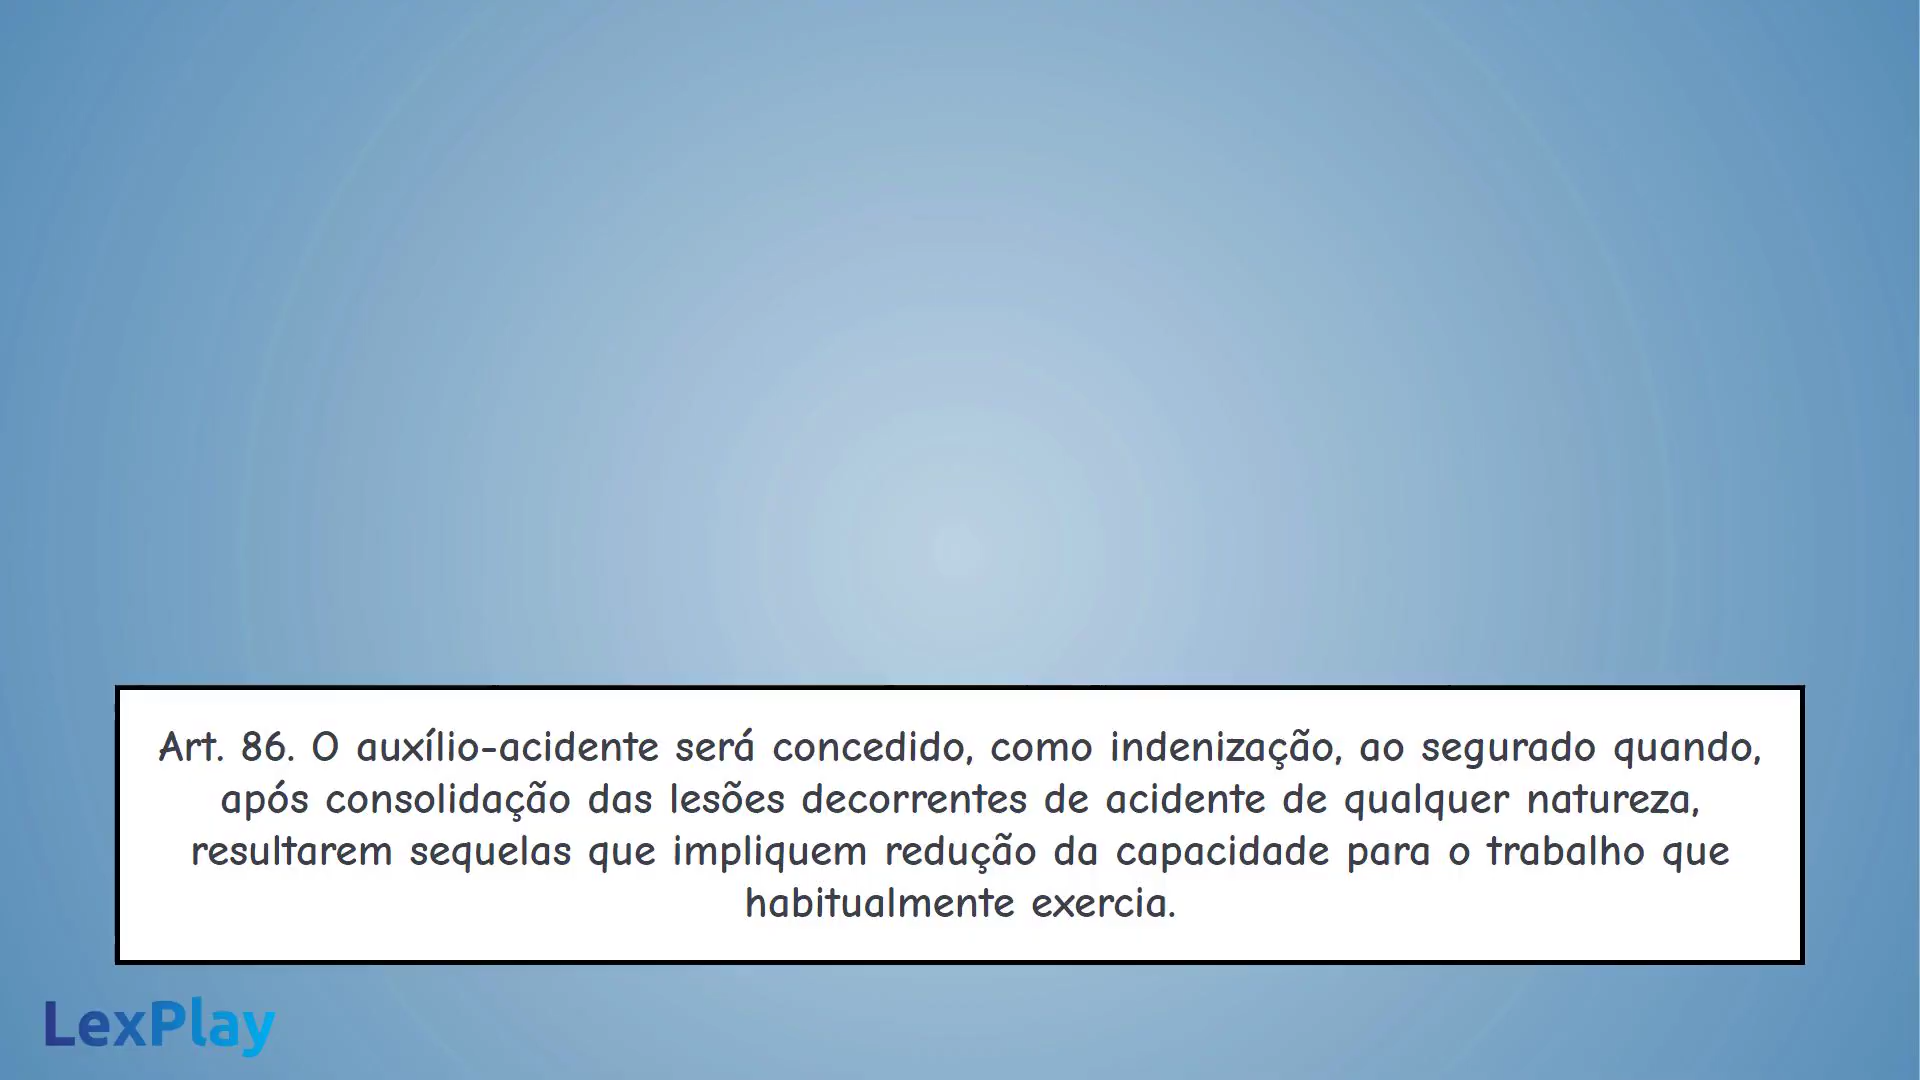 Art. 86. O auxílio-acidente será concedido, como indenização, ao segurado quando,
após consolidação das lesões decorrentes de acidente de qualquer natureza,
resultarem sequelas que impliquem redução da capacidade para o trabalho que
habitualmente exercia.
LexPlay